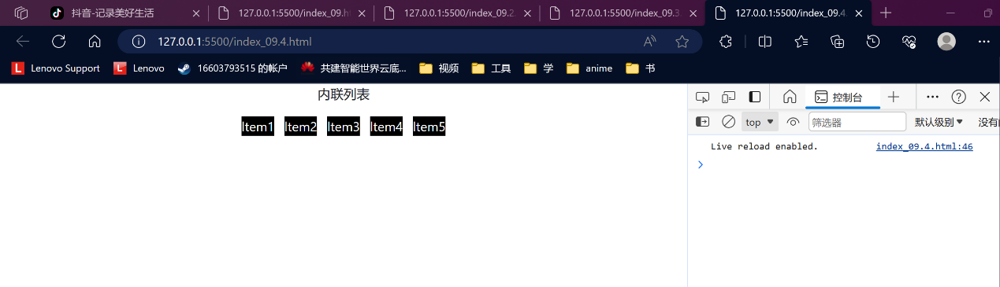 抖音-记录美好生活
127.0.0.1:5500/index_09.h
127.0.0.1:5500/index_09.2.
127.0.0.1:5500/index_09.3.
127.0.0.1:5500/index_09.4.
127.0.0.1:5500/index_09.4.html
Lenovo Support
Lenovo
16603793515 的帐户
共建智能世界云底...
视频
工具
学
anime
书
内联列表
Item1 Item2 Item3 Item4 Item5
控制台
top
筛选器
默认级别
没有
Live reload enabled. index_09.4.html:46